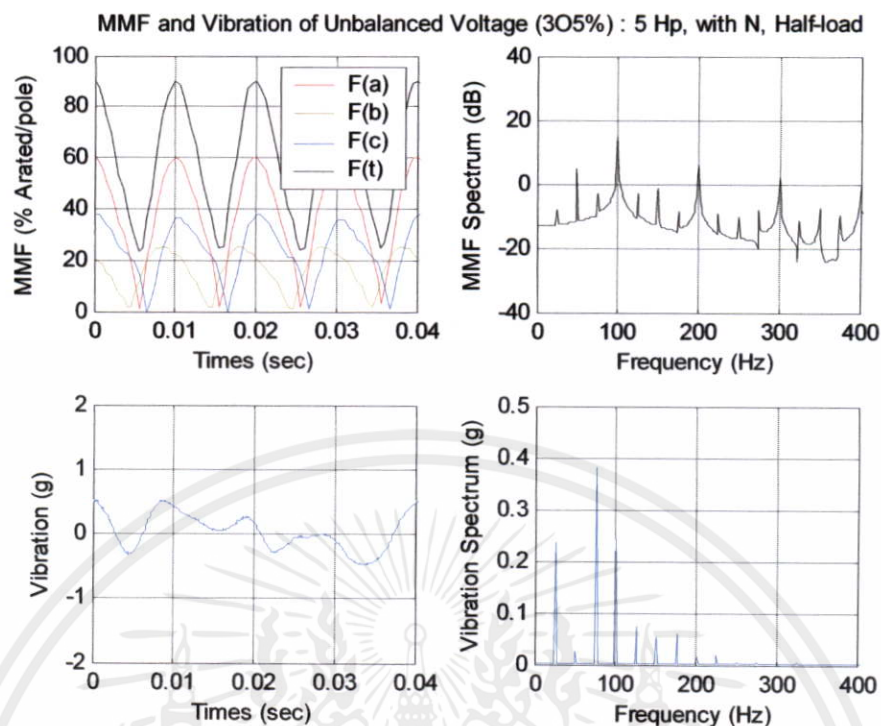 MMF and Vibration of Unbalanced Voltage (3O5%) : 5 Hp, with N, Half-load
MMF (% Arated/pole)
100
80
60
40
20
0
F(a)
F(b)
F(c)
F(t)
0 0.01 0.02 0.03 0.04
Times (sec)
MMF Spectrum (dB)
40
20
0
-20
-40
0 100 200 300 400
Frequency (Hz)
Vibration (g)
2
1
0
-1
-2
0 0.01 0.02 0.03 0.04
Times (sec)
Vibration Spectrum (g)
0.5
0.4
0.3
0.2
0.1
0
0 100 200 300 400
Frequency (Hz)